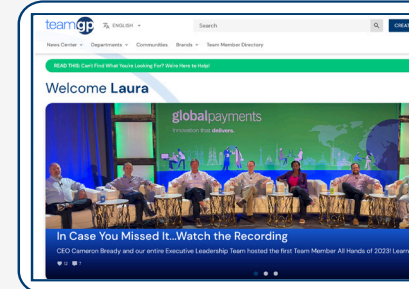 teamgp ENGLISH Search CREAT
News Center Departments Communities Brands Team Member Directory
READ THIS: Can't Find What You're Looking For? We're Here to Help!
Welcome Laura
globalpayments
Innovation that delivers.
In Case You Missed It...Watch the Recording
CEO Cameron Bready and our entire Executive Leadership Team hosted the first Team Member All Hands of 2023! Learn
12 7